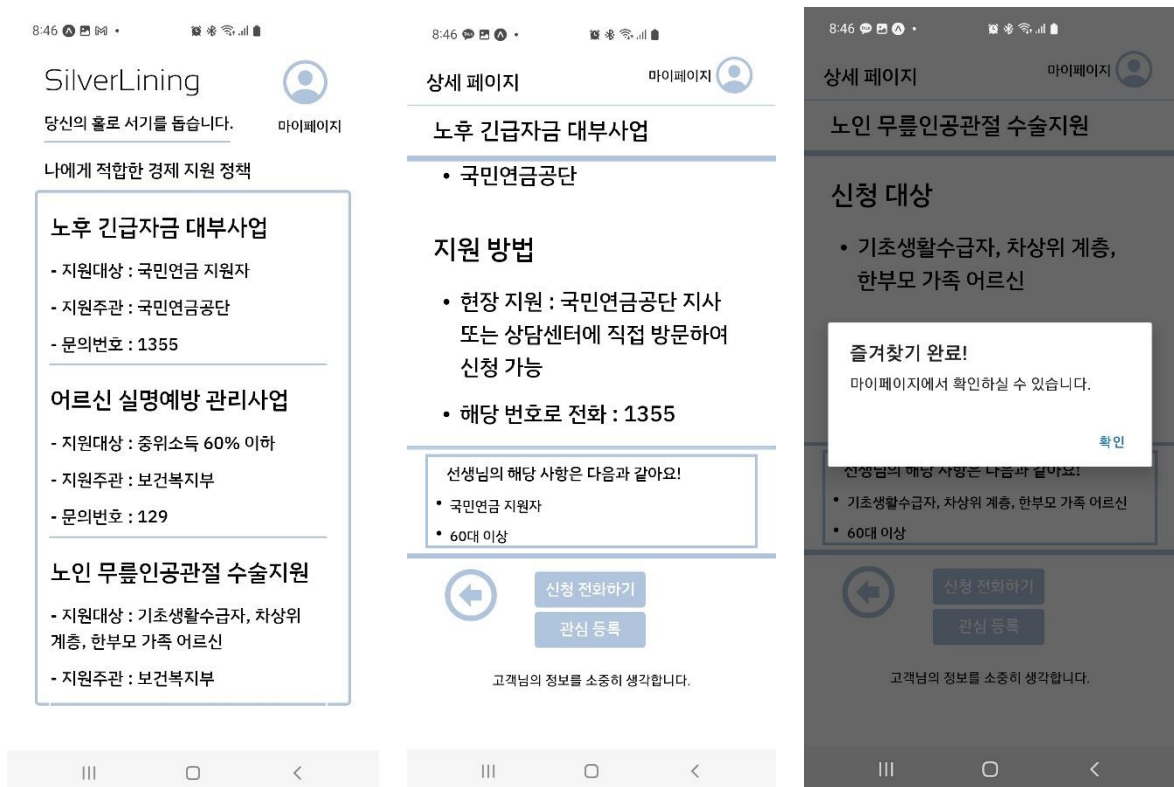 8:46
SilverLining
당신의 홀로 서기를 돕습니다.
마이페이지
나에게 적합한 경제 지원 정책
노후 긴급자금 대부사업
- 지원대상 : 국민연금 지원자
- 지원주관 : 국민연금공단
- 문의번호 : 1355
어르신 실명예방 관리사업
- 지원대상 : 중위소득 60% 이하
- 지원주관 : 보건복지부
- 문의번호 : 129
노인 무릎인공관절 수술지원
- 지원대상 : 기초생활수급자, 차상위
계층, 한부모 가족 어르신
- 지원주관 : 보건복지부
8:46
상세 페이지
마이페이지
노후 긴급자금 대부사업
• 국민연금공단
지원 방법
• 현장 지원 : 국민연금공단 지사
또는 상담센터에 직접 방문하여
신청 가능
• 해당 번호로 전화 : 1355
선생님의 해당 사항은 다음과 같아요!
• 국민연금 지원자
• 60대 이상
신청 전화하기
관심 등록
고객님의 정보를 소중히 생각합니다.
8:46
상세 페이지
마이페이지
노인 무릎인공관절 수술지원
신청 대상
• 기초생활수급자, 차상위 계층,
한부모 가족 어르신
즐겨찾기 완료!
마이페이지에서 확인하실 수 있습니다.
확인
선생님의 해당 사항은 다음과 같아요!
• 기초생활수급자, 차상위 계층, 한부모 가족 어르신
• 60대 이상
신청 전화하기
관심 등록
고객님의 정보를 소중히 생각합니다.